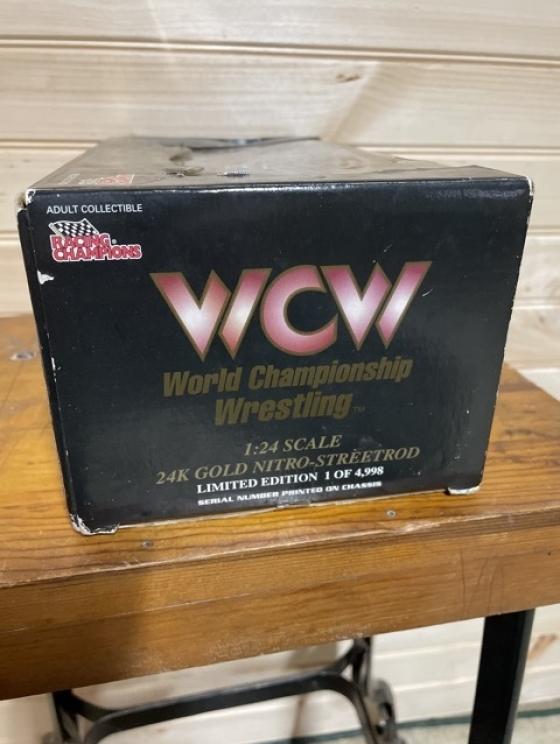 ADULT COLLECTIBLE
RACING
CHAMPIONS
WCW
World Championship
Wrestling™
1:24 SCALE
24K GOLD NITRO-STREETROD
LIMITED EDITION 1 OF 4,998
SERIAL NUMBER PRINTED ON CHASSIS